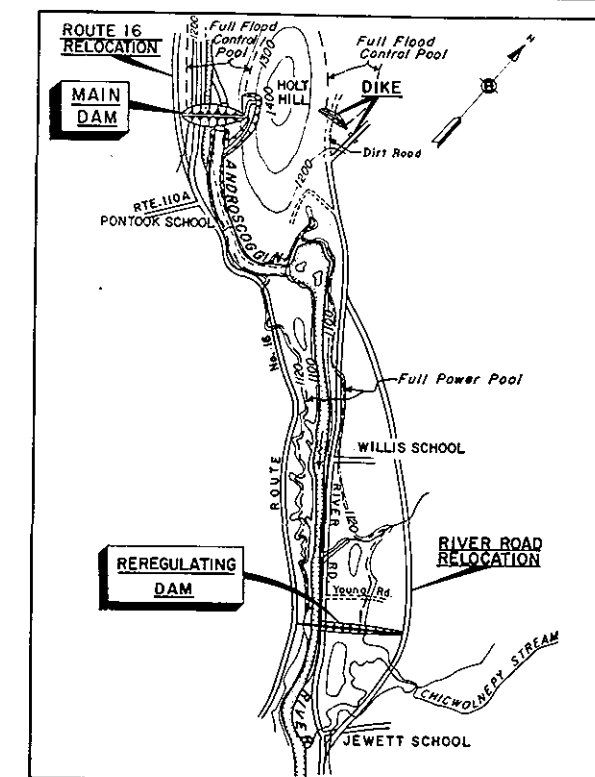 ROUTE 16
RELOCATION
1200
Full Flood
Control
Pool
1300
1400
HOLT
HILL
Full Flood
Control Pool
N
MAIN
DAM
DIKE
Dirt Road
1200
RTE. 110A
PONTOOK SCHOOL
ANDROSCOGGIN
No. 16
1120
1100
1100
Full Power Pool
ROUTE
WILLIS SCHOOL
RIVER
RD.
1120
REREGULATING
DAM
Young Rd.
RIVER ROAD
RELOCATION
RIVER
CHICWOLNEPY STREAM
JEWETT SCHOOL